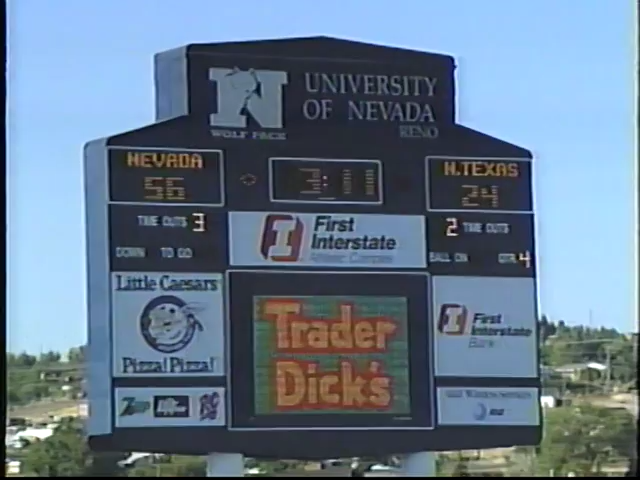 UNIVERSITY
OF NEVADA
RENO
N
WOLF PACK
NEVADA
56
3:11
N.TEXAS
24
TIME OUTS 3
DOWN TO GO
First
Interstate
2 TIME OUTS
BALL ON QTR 4
Little Caesars
Pizza! Pizza!
Trader
Dick's
First
Interstate
Bank